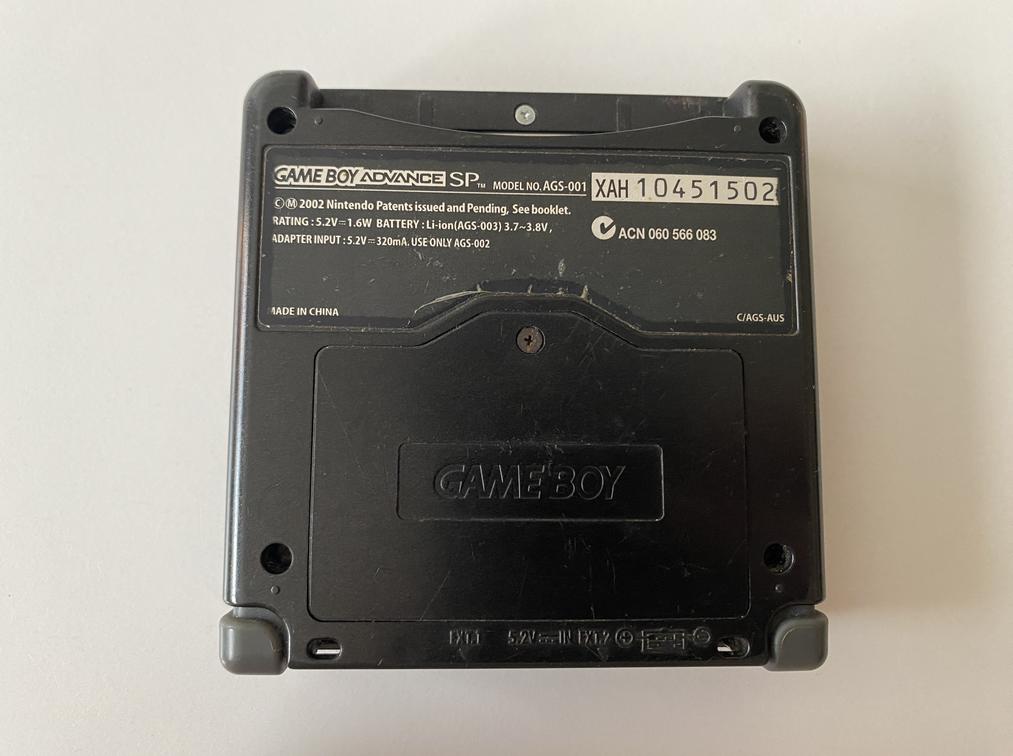 GAME BOY ADVANCE SP™ MODEL NO. AGS-001 XAH 10451502
©Ⓜ 2002 Nintendo Patents issued and Pending, See booklet.
RATING : 5.2V⎓1.6W BATTERY : Li-ion(AGS-003) 3.7~3.8V,
ADAPTER INPUT : 5.2V⎓320mA. USE ONLY AGS-002
ACN 060 566 083
MADE IN CHINA
C/AGS-AUS
GAME BOY
EXT.1 5.2V⎓IN EXT.2